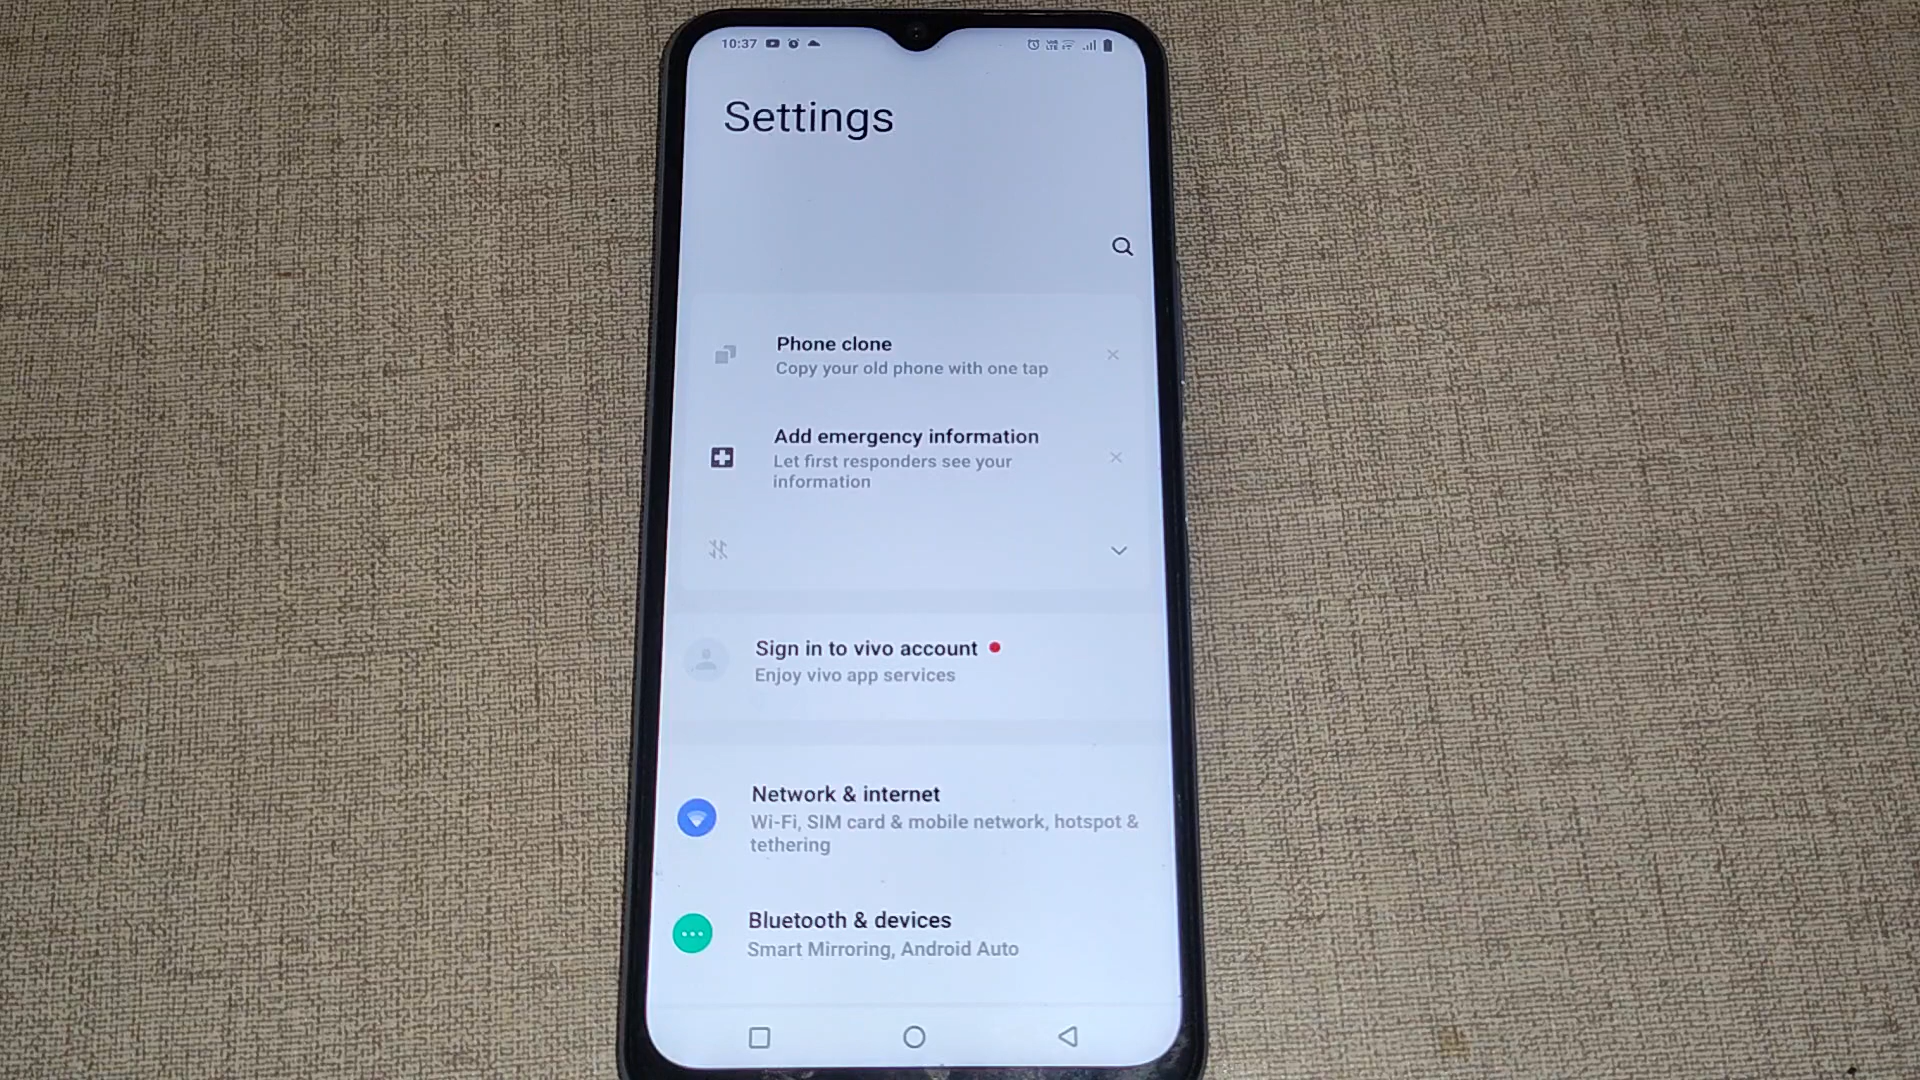 10:37
Settings
Phone clone
Copy your old phone with one tap
Add emergency information
Let first responders see your
information
Sign in to vivo account
Enjoy vivo app services
Network & internet
Wi-Fi, SIM card & mobile network, hotspot &
tethering
Bluetooth & devices
Smart Mirroring, Android Auto